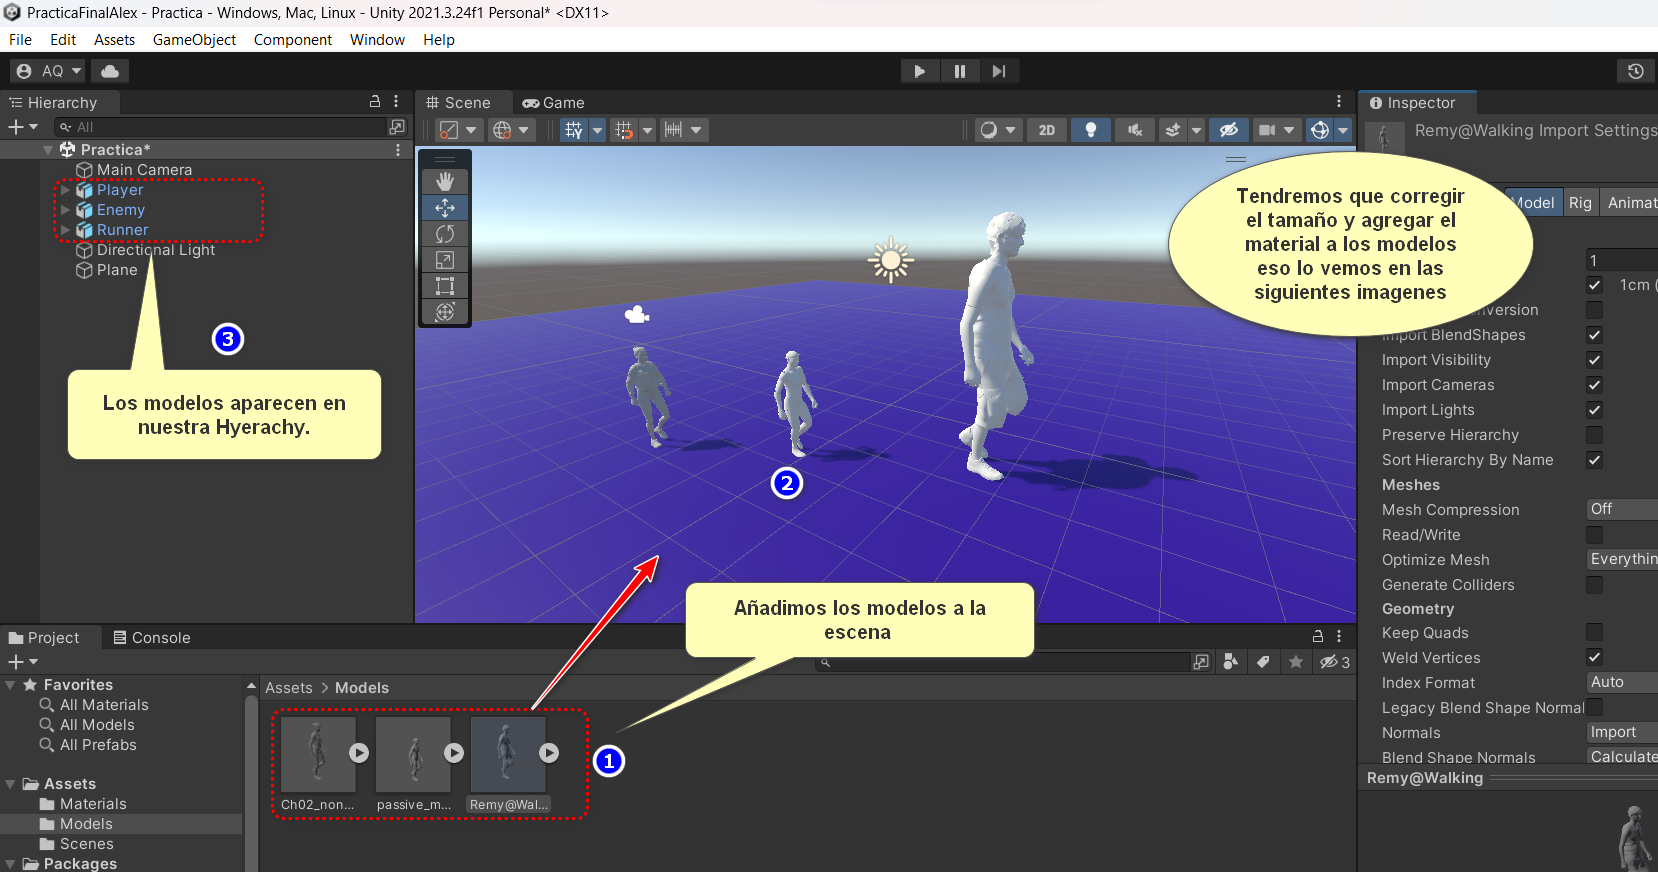 PracticaFinalAlex - Practica - Windows, Mac, Linux - Unity 2021.3.24f1 Personal* <DX11>
File Edit Assets GameObject Component Window Help
AQ
Hierarchy
All
Practica*
Main Camera
Player
Enemy
Runner
Directional Light
Plane
3
Los modelos aparecen en
nuestra Hyerachy.
Scene Game
2D
2
Tendremos que corregir
el tamaño y agregar el
material a los modelos
eso lo vemos en las
siguientes imagenes
Añadimos los modelos a la
escena
Inspector
Remy@Walking Import Settings
Model Rig Animat
1
1cm (
Import BlendShapes
Import Visibility
Import Cameras
Import Lights
Preserve Hierarchy
Sort Hierarchy By Name
Meshes
Mesh Compression Off
Read/Write
Optimize Mesh Everythin
Generate Colliders
Geometry
Keep Quads
Weld Vertices
Index Format Auto
Legacy Blend Shape Normal
Normals Import
Blend Shape Normals Calculate
Remy@Walking
Project Console
3
Favorites
All Materials
All Models
All Prefabs
Assets
Materials
Models
Scenes
Packages
Assets > Models
Ch02_non... passive_m... Remy@Wal...
1